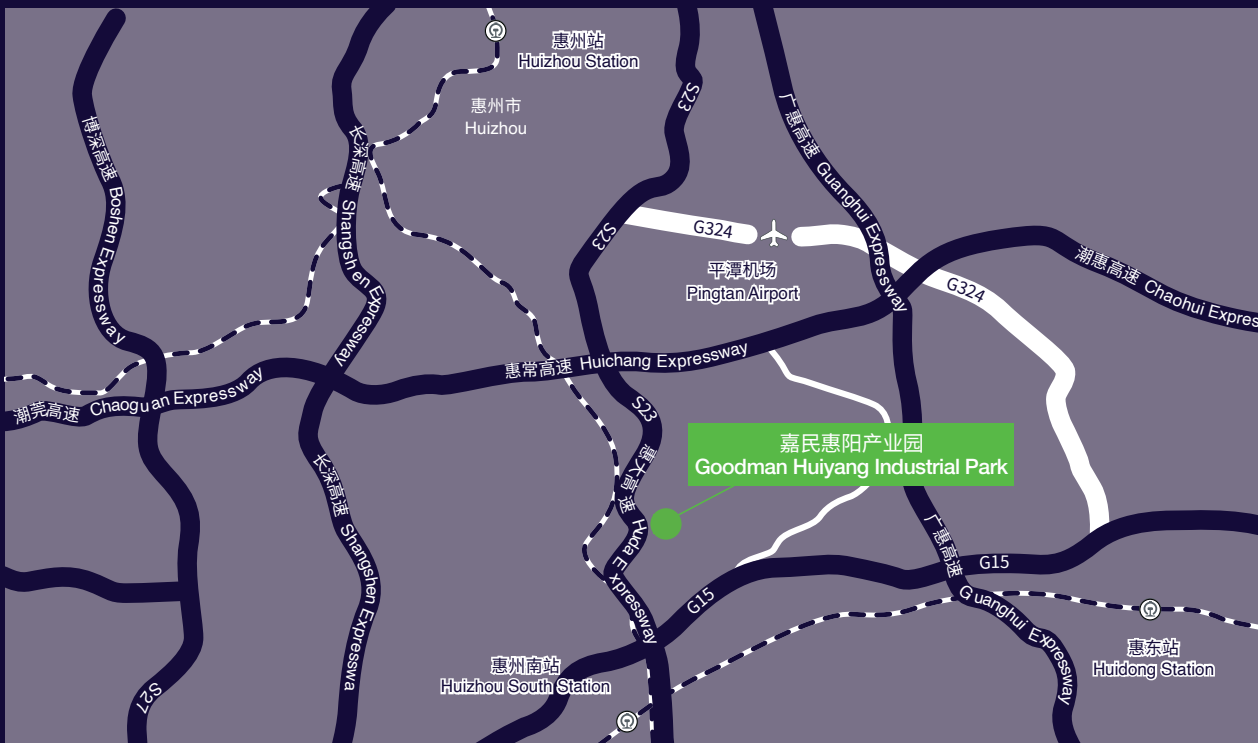 惠州站
Huizhou Station
惠州市
Huizhou
S23
广惠高速 Guanghui Expressway
博深高速 Boshen Expressway
长深高速 Shangshen Expressway
S23
G324
平潭机场
Pingtan Airport
G324
潮惠高速 Chaohui Expres
惠常高速 Huichang Expressway
潮莞高速 Chaoguan Expressway
S23
嘉民惠阳产业园
Goodman Huiyang Industrial Park
惠大高速 Huda Expressway
长深高速 Shangshen Expresswa
广惠高速 Guanghui Expressway
G15
G15
惠州南站
Huizhou South Station
惠东站
Huidong Station
S27